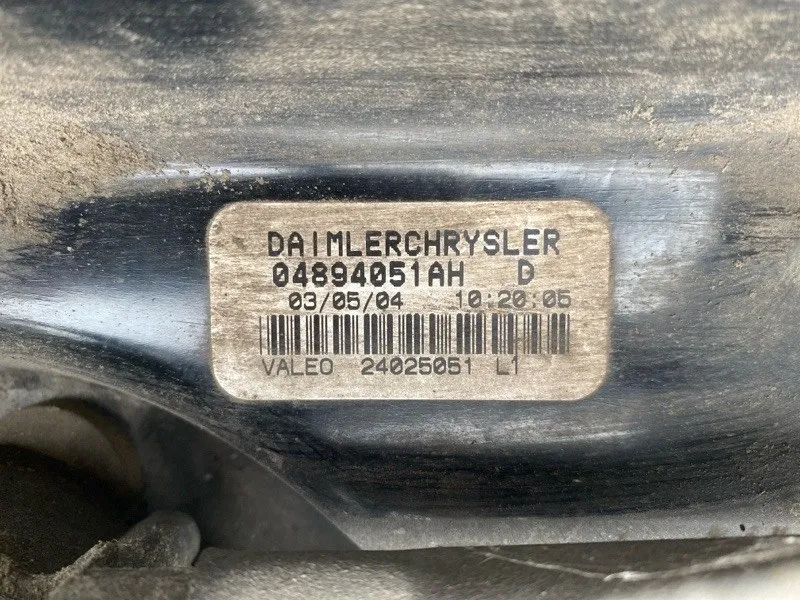 DAIMLERCHRYSLER
04894051AH D
03/05/04 10:20:05
VALEO 24025051 L1